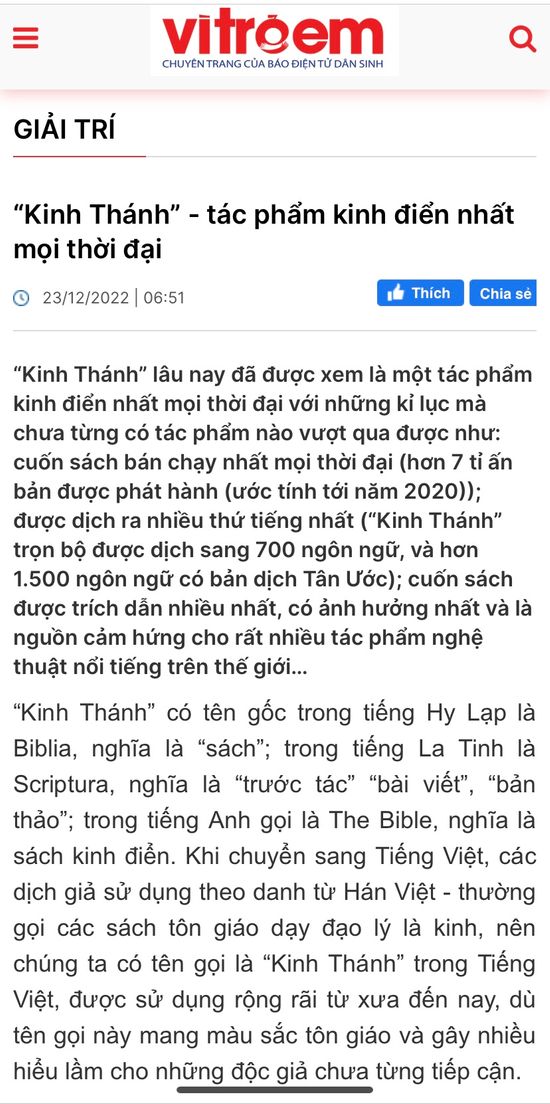 vìtrẻem
CHUYÊN TRANG CỦA BÁO ĐIỆN TỬ DÂN SINH
GIẢI TRÍ
“Kinh Thánh” - tác phẩm kinh điển nhất
mọi thời đại
23/12/2022 | 06:51
Thích
Chia sẻ
“Kinh Thánh” lâu nay đã được xem là một tác phẩm
kinh điển nhất mọi thời đại với những kỉ lục mà
chưa từng có tác phẩm nào vượt qua được như:
cuốn sách bán chạy nhất mọi thời đại (hơn 7 tỉ ấn
bản được phát hành (ước tính tới năm 2020));
được dịch ra nhiều thứ tiếng nhất (“Kinh Thánh”
trọn bộ được dịch sang 700 ngôn ngữ, và hơn
1.500 ngôn ngữ có bản dịch Tân Ước); cuốn sách
được trích dẫn nhiều nhất, có ảnh hưởng nhất và là
nguồn cảm hứng cho rất nhiều tác phẩm nghệ
thuật nổi tiếng trên thế giới...
“Kinh Thánh” có tên gốc trong tiếng Hy Lạp là
Biblia, nghĩa là “sách”; trong tiếng La Tinh là
Scriptura, nghĩa là “trước tác” “bài viết”, “bản
thảo”; trong tiếng Anh gọi là The Bible, nghĩa là
sách kinh điển. Khi chuyển sang Tiếng Việt, các
dịch giả sử dụng theo danh từ Hán Việt - thường
gọi các sách tôn giáo dạy đạo lý là kinh, nên
chúng ta có tên gọi là “Kinh Thánh” trong Tiếng
Việt, được sử dụng rộng rãi từ xưa đến nay, dù
tên gọi này mang màu sắc tôn giáo và gây nhiều
hiểu lầm cho những độc giả chưa từng tiếp cận.